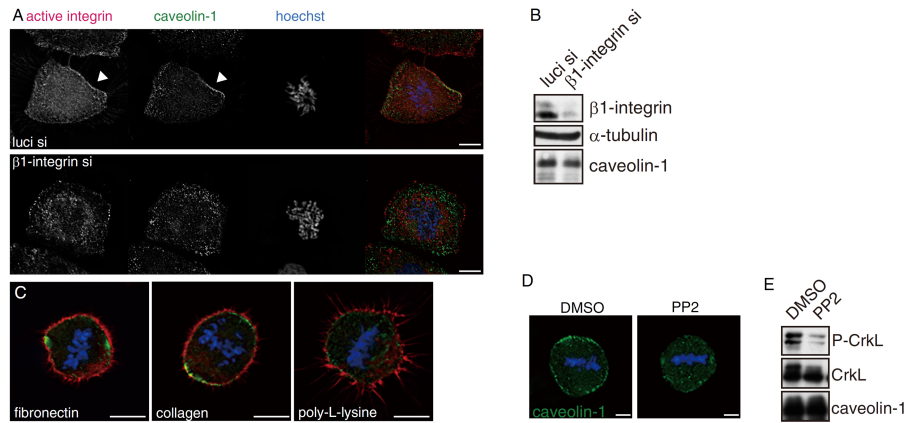 A
active integrin
caveolin-1
hoechst
luci si
β1-integrin si
B
luci si
β1-integrin si
β1-integrin
α-tubulin
caveolin-1
C
fibronectin
collagen
poly-L-lysine
D
DMSO
PP2
caveolin-1
E
DMSO
PP2
P-CrkL
CrkL
caveolin-1